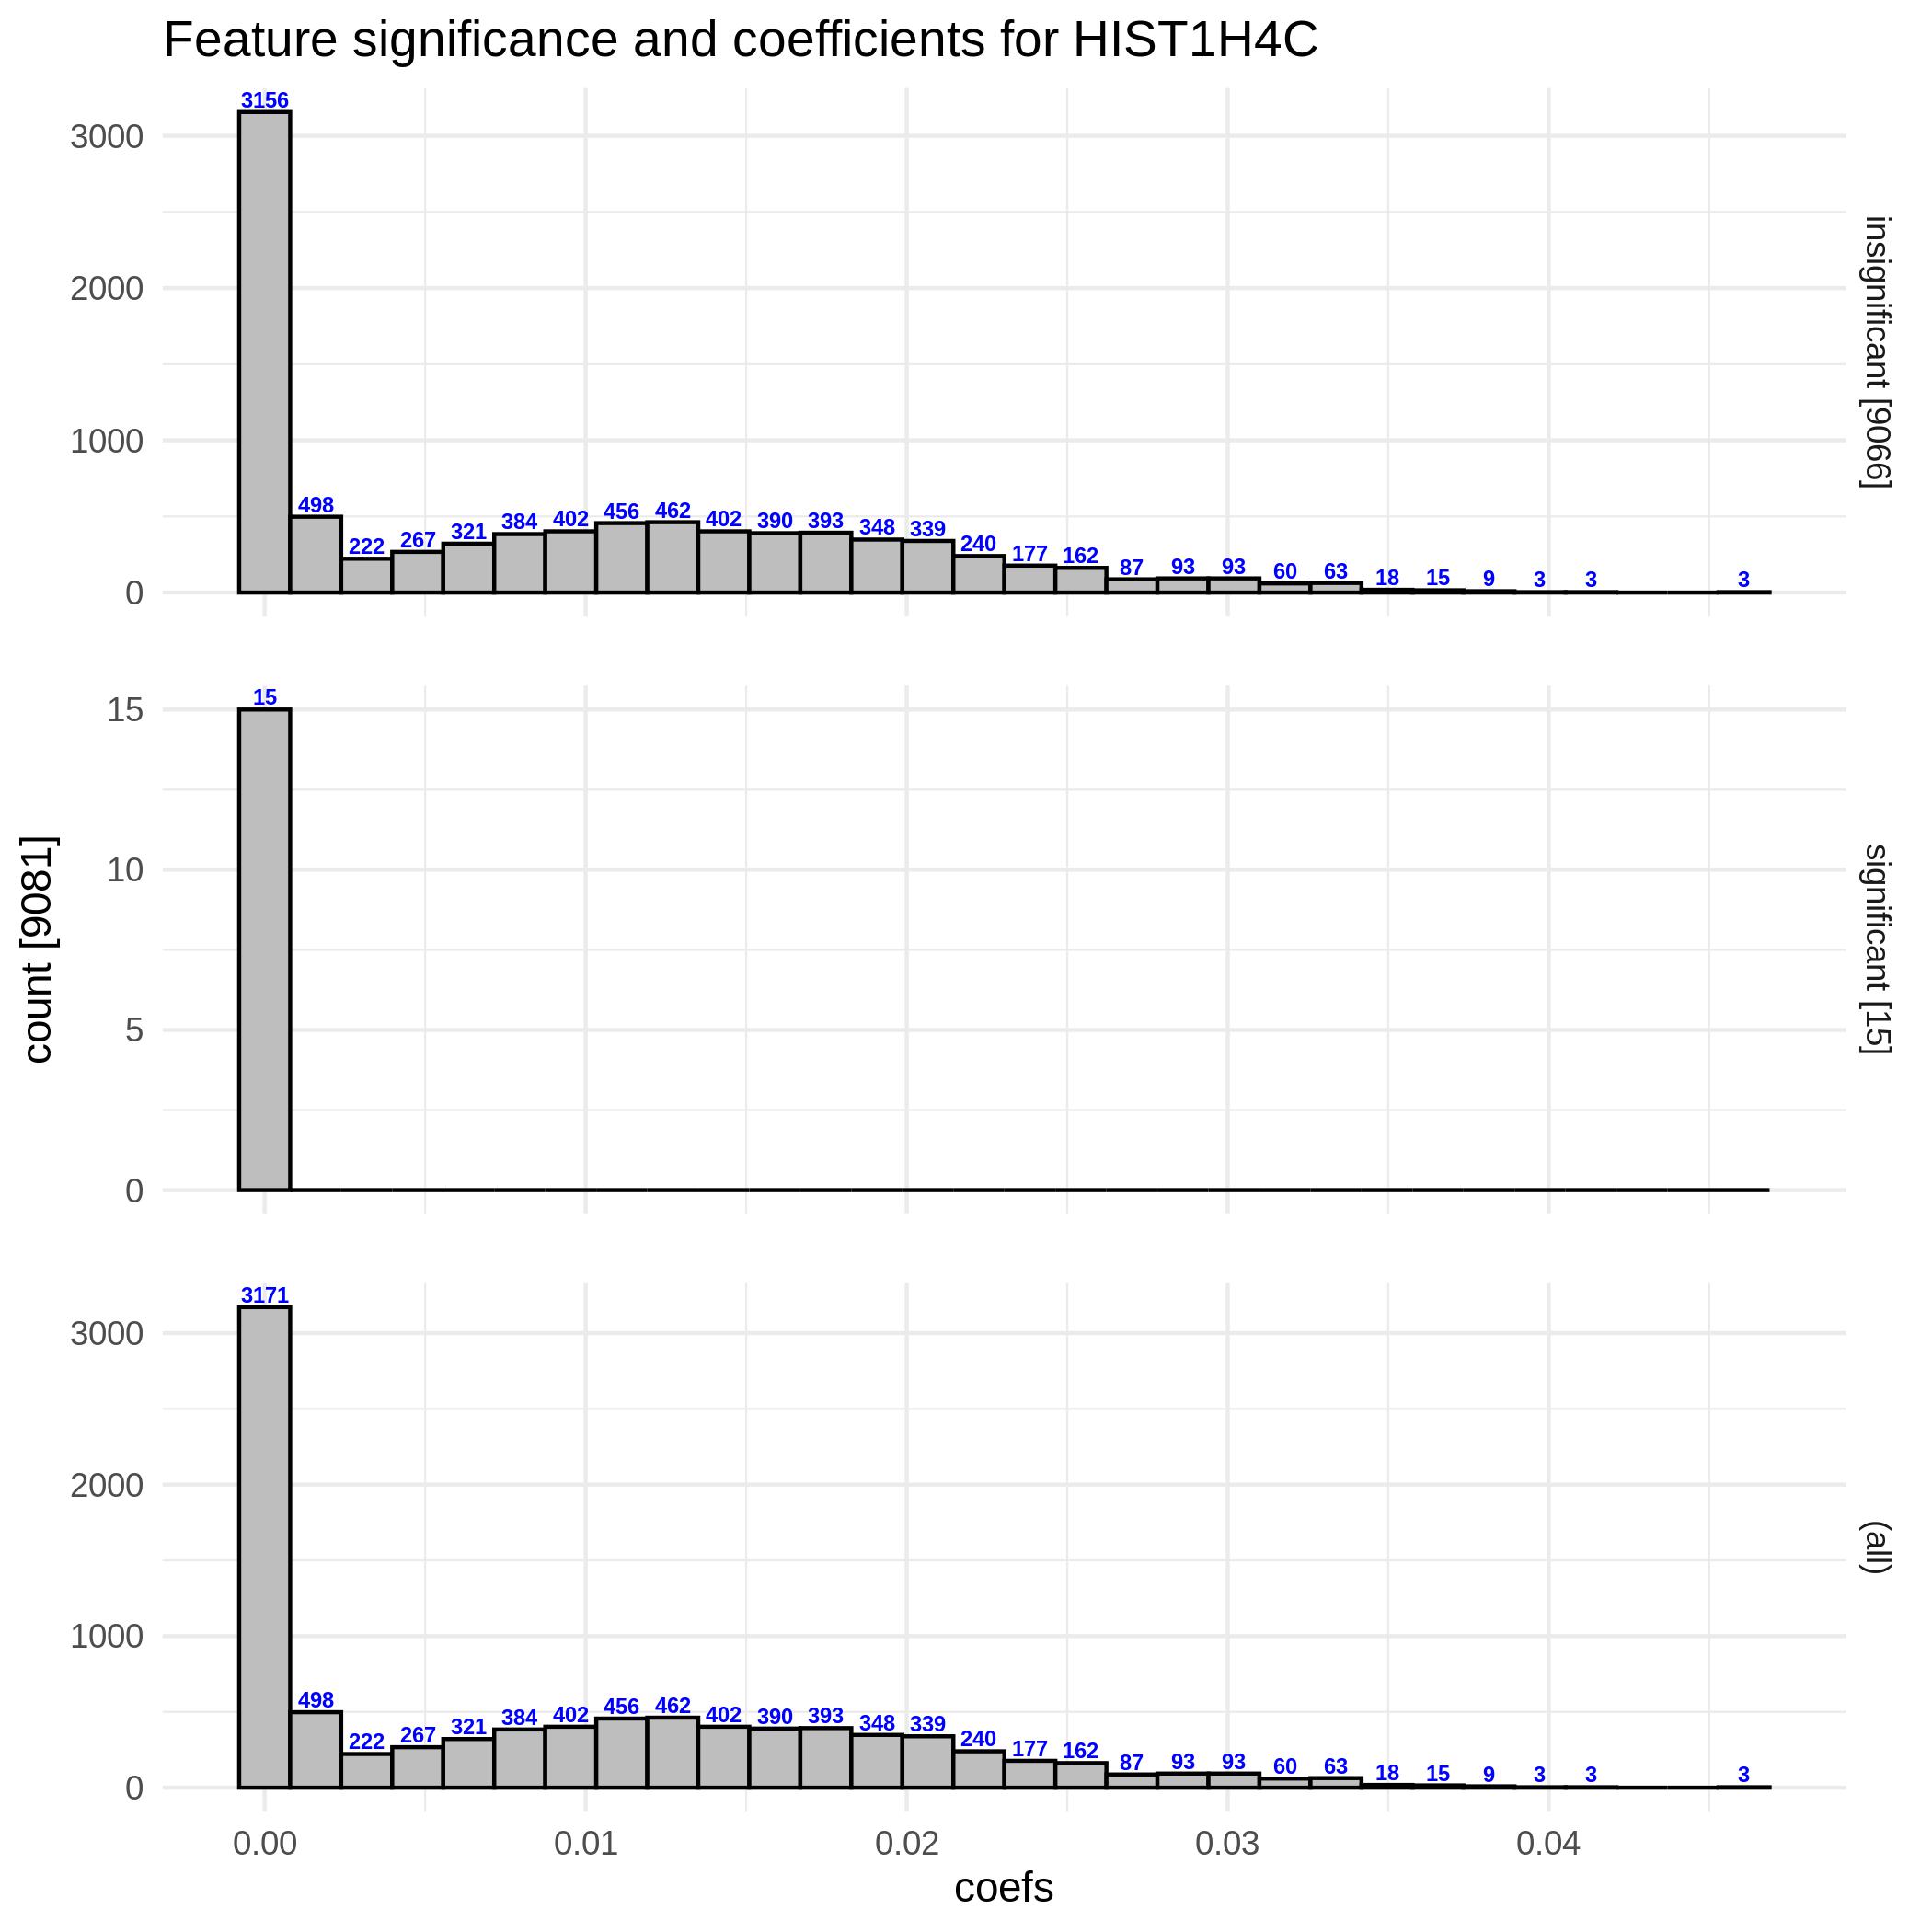 Feature significance and coefficients for HIST1H4C
3156
3000
2000
1000
498 222 267 321 384 402 456 462 402 390 393 348 339 240 177 162 87 93 93 60 63 18 15 9 3 3 3
0
insignificant [9066]
15
15
10
5
0
significant [15]
count [9081]
3171
3000
2000
1000
498 222 267 321 384 402 456 462 402 390 393 348 339 240 177 162 87 93 93 60 63 18 15 9 3 3 3
0
(all)
0.00 0.01 0.02 0.03 0.04
coefs